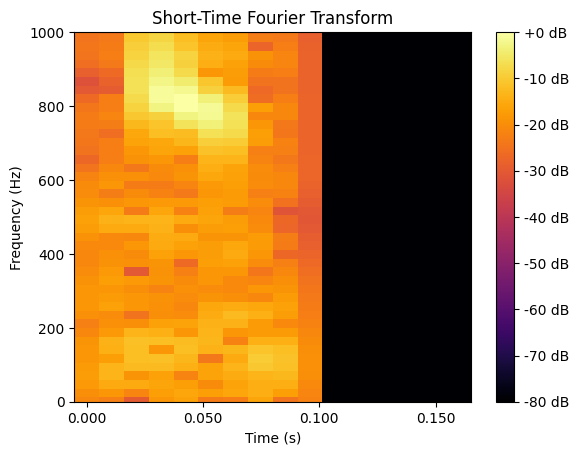 Short-Time Fourier Transform
1000
800
600
400
200
0
Frequency (Hz)
0.000
0.050
0.100
0.150
Time (s)
+0 dB
-10 dB
-20 dB
-30 dB
-40 dB
-50 dB
-60 dB
-70 dB
-80 dB